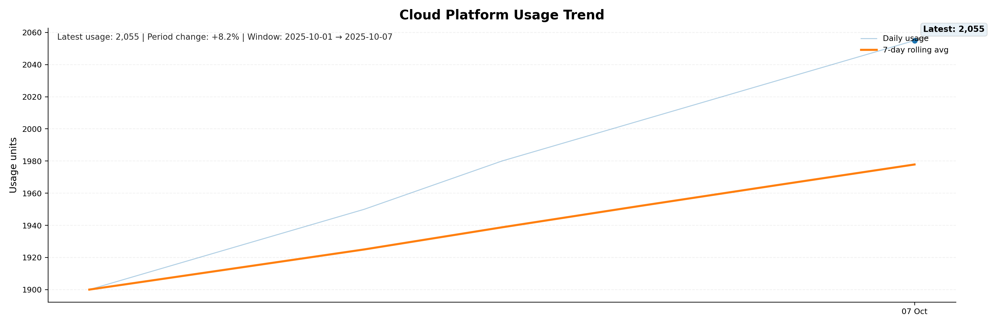 Cloud Platform Usage Trend
Latest: 2,055
Latest usage: 2,055 | Period change: +8.2% | Window: 2025-10-01 → 2025-10-07
Daily usage
7-day rolling avg
Usage units
2060
2040
2020
2000
1980
1960
1940
1920
1900
07 Oct